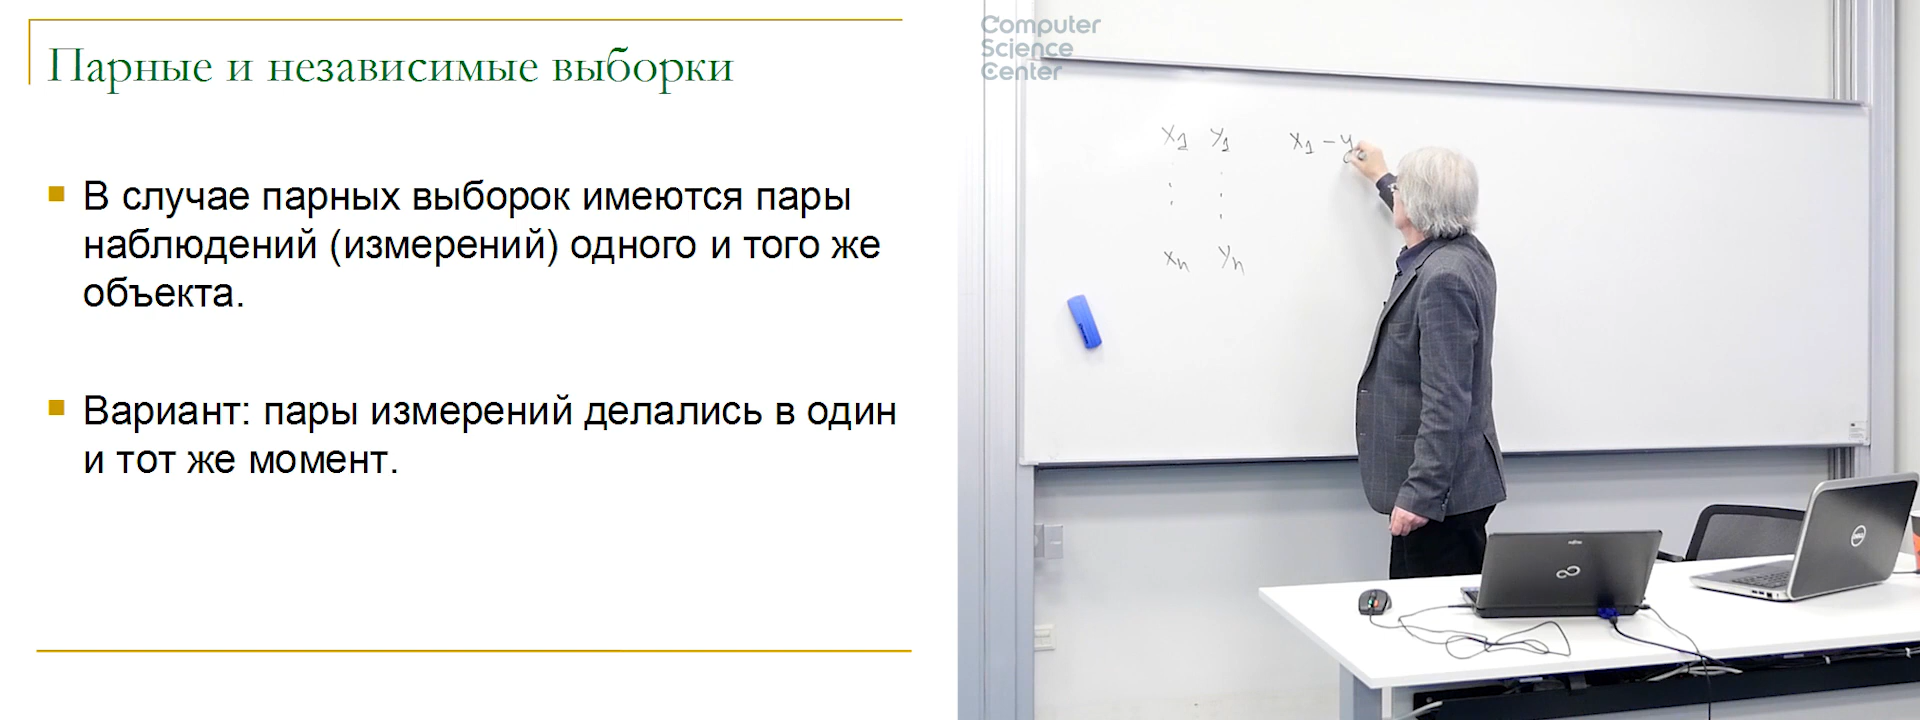 Парные и независимые выборки
В случае парных выборок имеются пары
наблюдений (измерений) одного и того же
объекта.
Вариант: пары измерений делались в один
и тот же момент.
Computer
Science
Center
x1 y1 x1 - y
xn yn
DELL